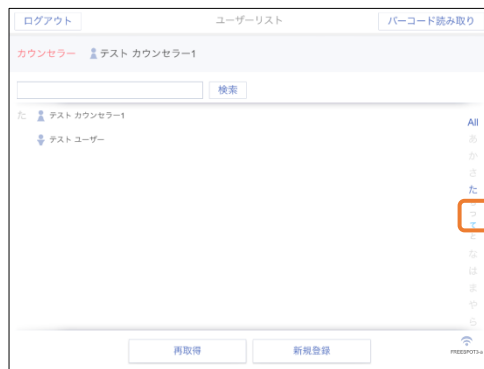 ログアウト
ユーザーリスト
バーコード読み取り
カウンセラー テスト カウンセラー1
検索
た テスト カウンセラー1
テスト ユーザー
All
あ
か
さ
た
つ
て
と
な
は
ま
や
ら
再取得
新規登録